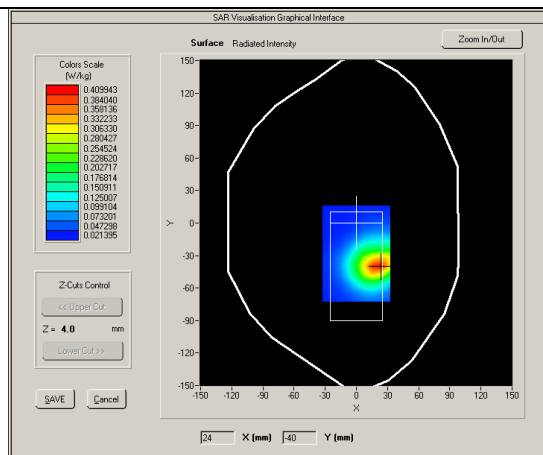 SAR Visualisation Graphical Interface
Surface Radiated Intensity
Zoom In/Out
Colors Scale
(W/kg)
0.409943
0.384040
0.358136
0.332233
0.306330
0.280427
0.254524
0.228620
0.202717
0.176814
0.150911
0.125007
0.099104
0.073201
0.047298
0.021395
Z-Cuts Control
<< Upper Cut
Z = 4.0 mm
Lower Cut >>
SAVE Cancel
150-
120-
90-
60-
30-
0-
-30-
-60-
-90-
-120-
-150-
Y
-150 -120 -90 -60 -30 0 30 60 90 120 150
X
24 X (mm) -40 Y (mm)